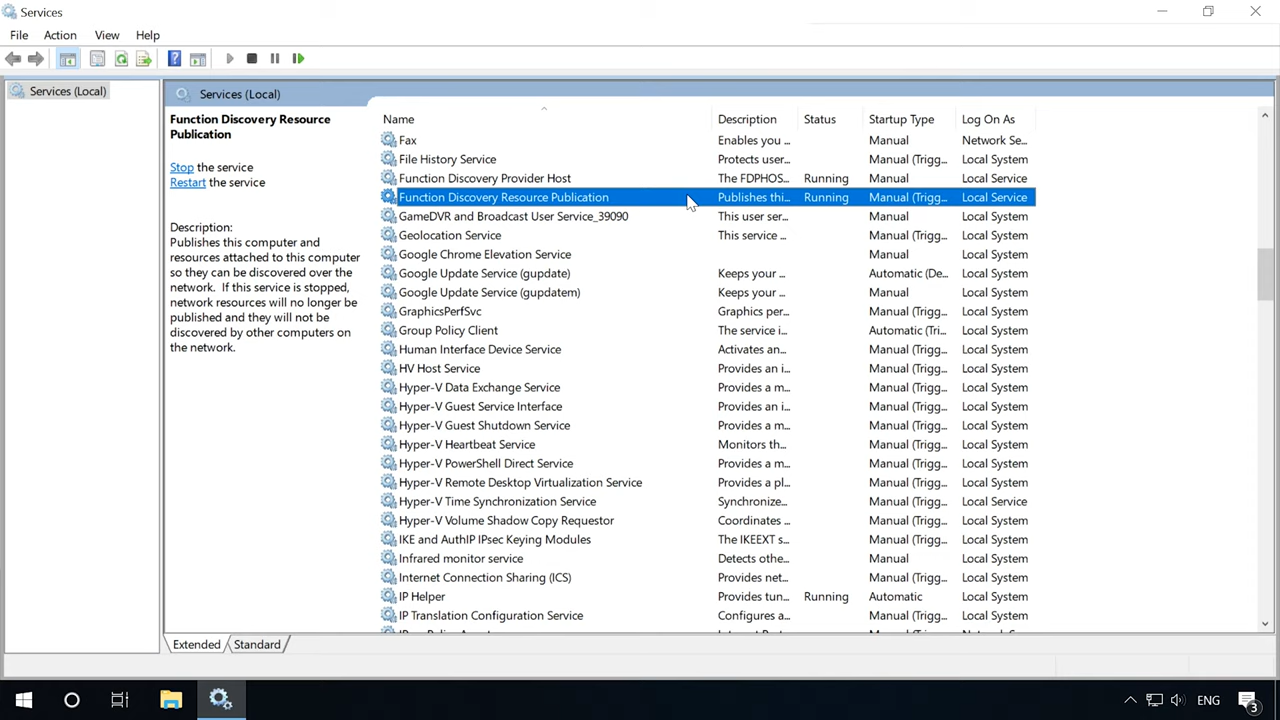 Services
File Action View Help
Services (Local)
Services (Local)
Function Discovery Resource
Publication
Stop the service
Restart the service
Description:
Publishes this computer and
resources attached to this computer
so they can be discovered over the
network. If this service is stopped,
network resources will no longer be
published and they will not be
discovered by other computers on
the network.
Name Description Status Startup Type Log On As
Fax Enables you ... Manual Network Se...
File History Service Protects user... Manual (Trigg... Local System
Function Discovery Provider Host The FDPHOS... Running Manual Local Service
Function Discovery Resource Publication Publishes thi... Running Manual (Trigg... Local Service
GameDVR and Broadcast User Service_39090 This user ser... Manual Local System
Geolocation Service This service ... Manual (Trigg... Local System
Google Chrome Elevation Service Manual Local System
Google Update Service (gupdate) Keeps your ... Automatic (De... Local System
Google Update Service (gupdatem) Keeps your ... Manual Local System
GraphicsPerfSvc Graphics per... Manual (Trigg... Local System
Group Policy Client The service i... Automatic (Tri... Local System
Human Interface Device Service Activates an... Manual (Trigg... Local System
HV Host Service Provides an i... Manual (Trigg... Local System
Hyper-V Data Exchange Service Provides a m... Manual (Trigg... Local System
Hyper-V Guest Service Interface Provides an i... Manual (Trigg... Local System
Hyper-V Guest Shutdown Service Provides a m... Manual (Trigg... Local System
Hyper-V Heartbeat Service Monitors th... Manual (Trigg... Local System
Hyper-V PowerShell Direct Service Provides a m... Manual (Trigg... Local System
Hyper-V Remote Desktop Virtualization Service Provides a pl... Manual (Trigg... Local System
Hyper-V Time Synchronization Service Synchronize... Manual (Trigg... Local Service
Hyper-V Volume Shadow Copy Requestor Coordinates ... Manual (Trigg... Local System
IKE and AuthIP IPsec Keying Modules The IKEEXT s... Manual (Trigg... Local System
Infrared monitor service Detects othe... Manual Local System
Internet Connection Sharing (ICS) Provides net... Manual (Trigg... Local System
IP Helper Provides tun... Running Automatic Local System
IP Translation Configuration Service Configures a... Manual (Trigg... Local System
Extended Standard
ENG
3